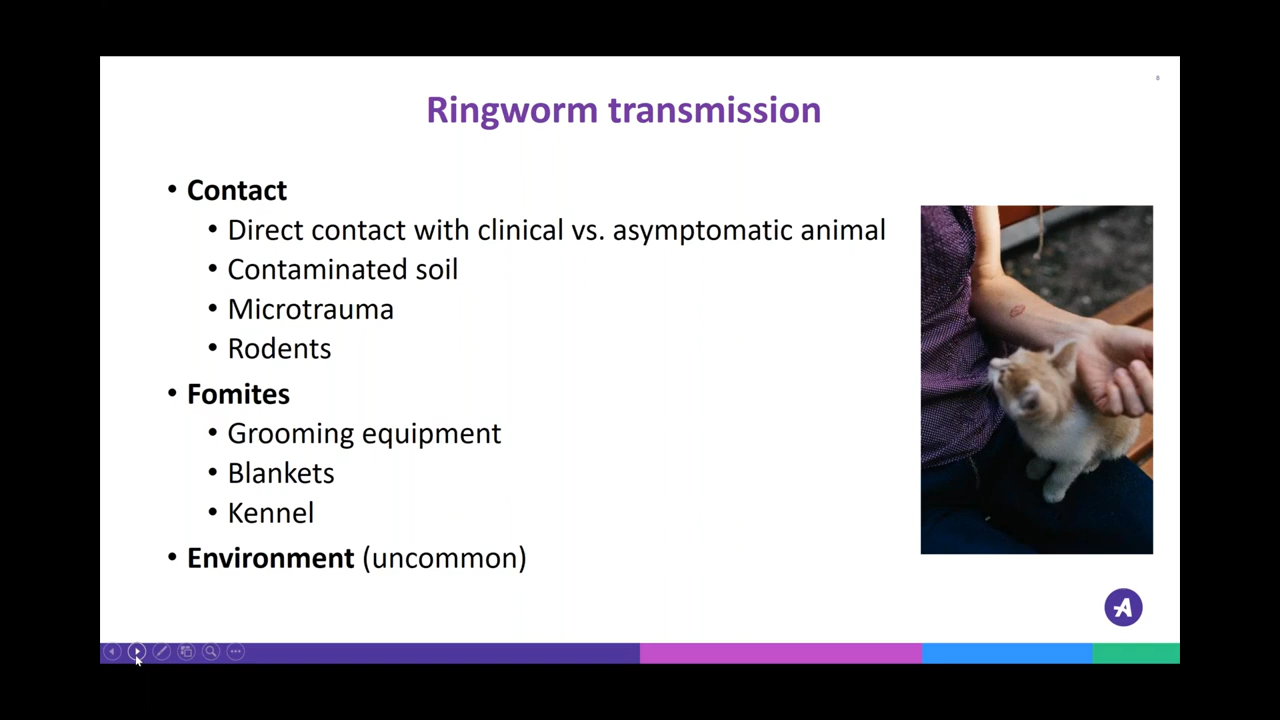 8
Ringworm transmission
• Contact
• Direct contact with clinical vs. asymptomatic animal
• Contaminated soil
• Microtrauma
• Rodents
• Fomites
• Grooming equipment
• Blankets
• Kennel
• Environment (uncommon)
A